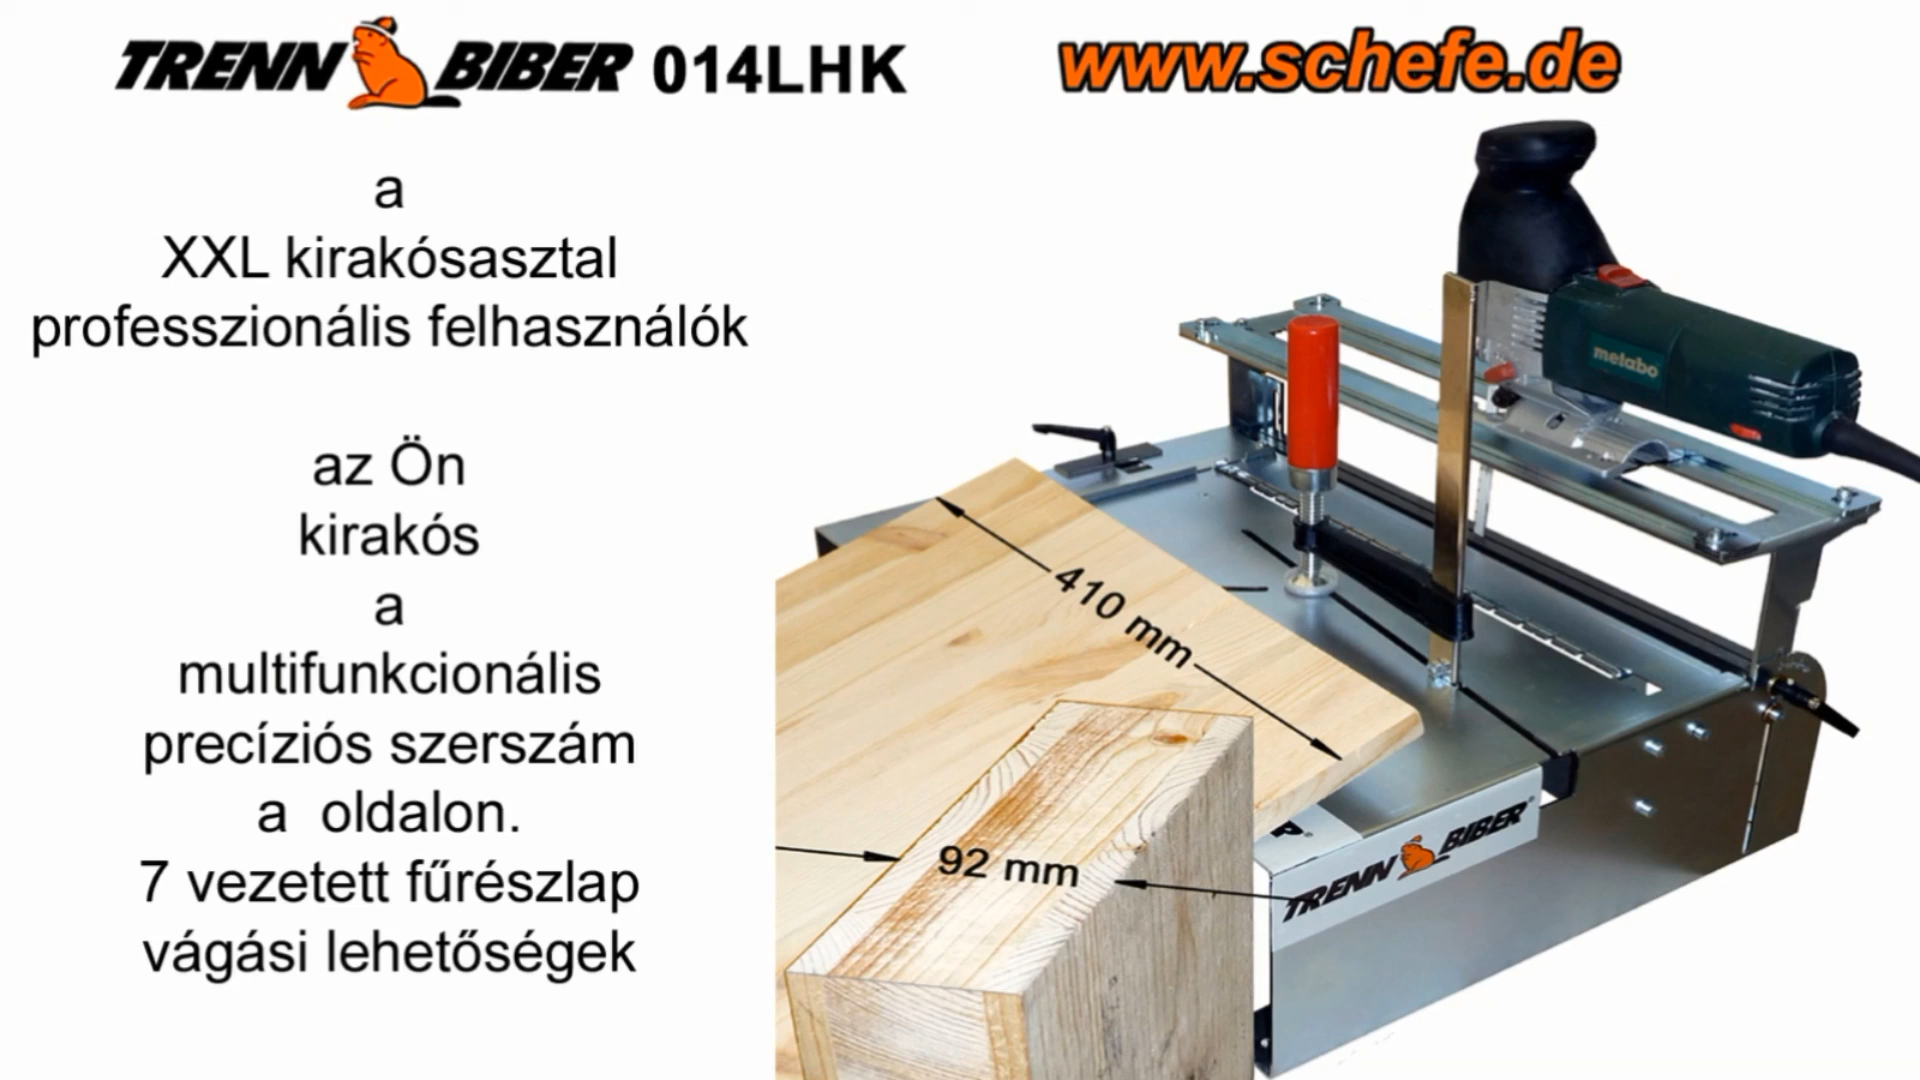 TRENN BIBER 014LHK
www.schefe.de
a
XXL kirakósasztal
professzionális felhasználók
az Ön
kirakós
a
multifunkcionális
precíziós szerszám
a oldalon.
7 vezetett fűrészlap
vágási lehetőségek
metabo
410 mm
92 mm
TRENN BIBER